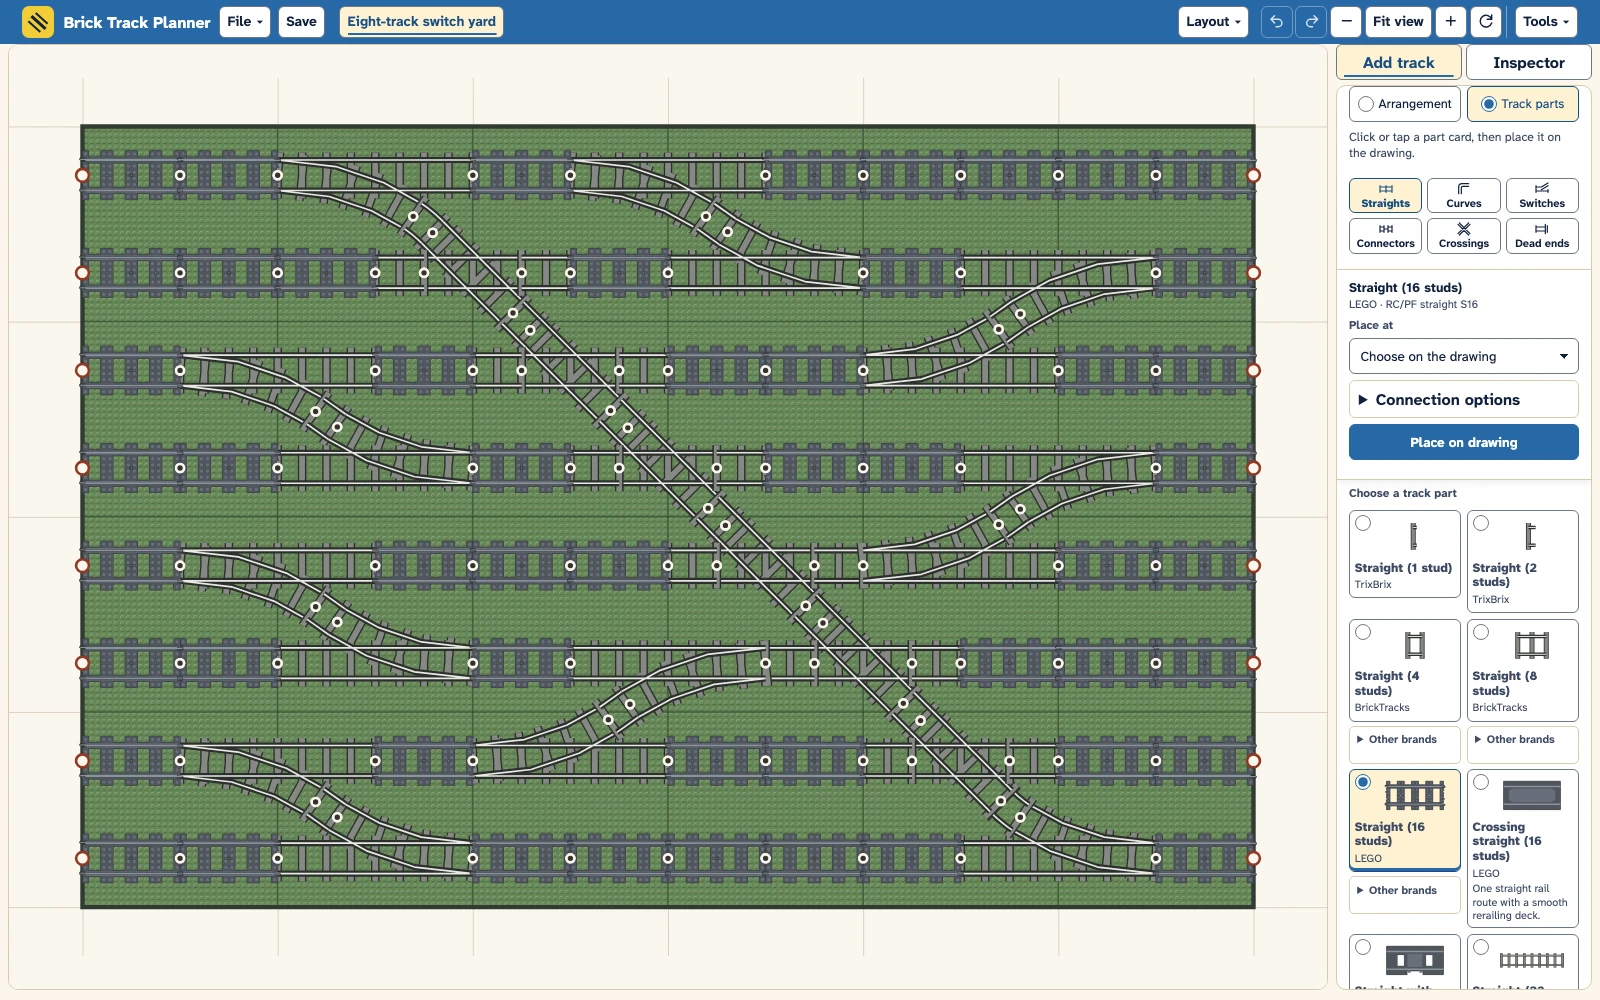 Brick Track Planner
File
Save
Eight-track switch yard
Layout
Fit view
Tools
Add track
Inspector
Arrangement
Track parts
Click or tap a part card, then place it on
the drawing.
Straights
Curves
Switches
Connectors
Crossings
Dead ends
Straight (16 studs)
LEGO · RC/PF straight S16
Place at
Choose on the drawing
Connection options
Place on drawing
Choose a track part
Straight (1 stud)
TrixBrix
Straight (2
studs)
TrixBrix
Straight (4
studs)
BrickTracks
Straight (8
studs)
BrickTracks
Other brands
Other brands
Straight (16
studs)
LEGO
Crossing
straight (16
studs)
LEGO
One straight rail
route with a smooth
rerailing deck.
Other brands